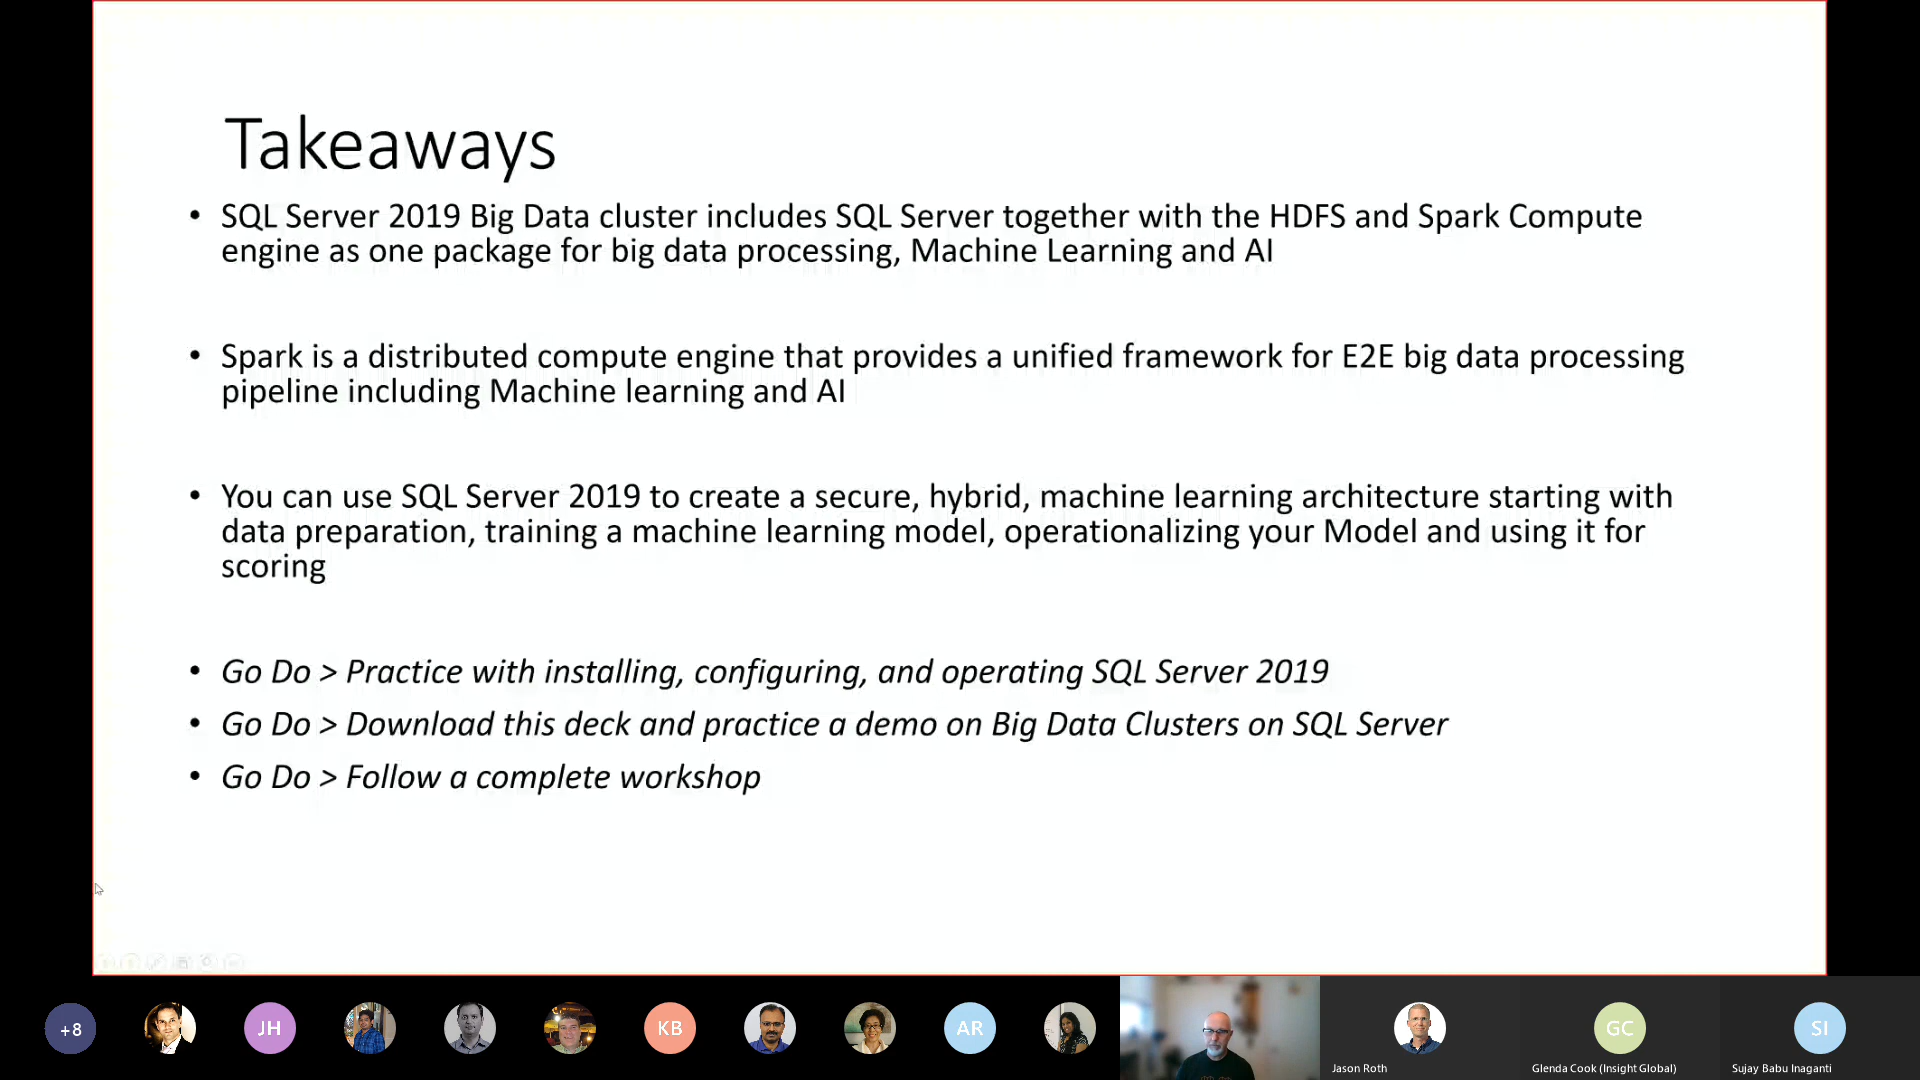 Takeaways
• SQL Server 2019 Big Data cluster includes SQL Server together with the HDFS and Spark Compute
engine as one package for big data processing, Machine Learning and AI
• Spark is a distributed compute engine that provides a unified framework for E2E big data processing
pipeline including Machine learning and AI
• You can use SQL Server 2019 to create a secure, hybrid, machine learning architecture starting with
data preparation, training a machine learning model, operationalizing your Model and using it for
scoring
• Go Do > Practice with installing, configuring, and operating SQL Server 2019
• Go Do > Download this deck and practice a demo on Big Data Clusters on SQL Server
• Go Do > Follow a complete workshop
+8
JH
KB
AR
GC
SI
Jason Roth
Glenda Cook (Insight Global)
Sujay Babu Inaganti